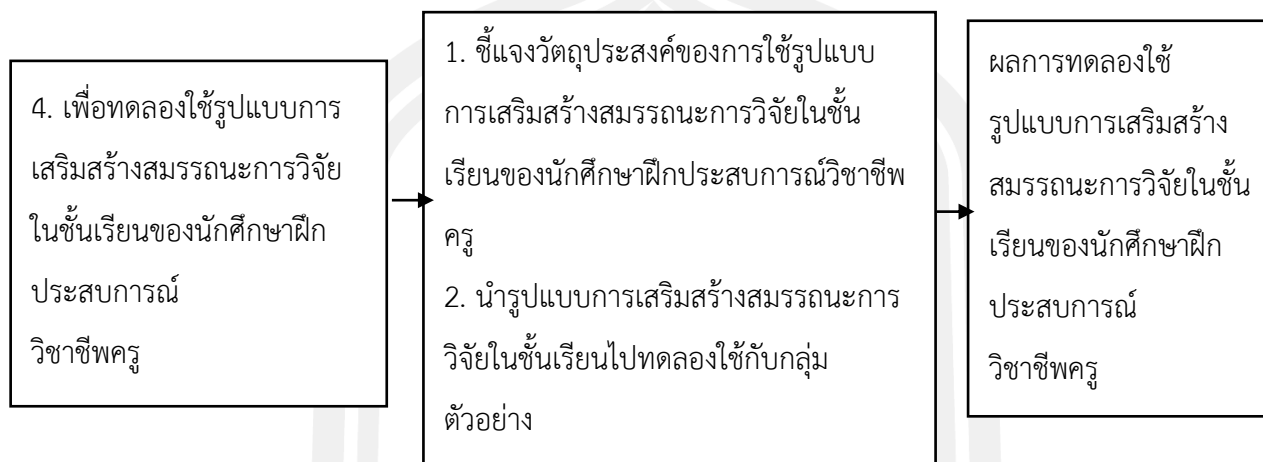 4. เพื่อทดลองใช้รูปแบบการ
เสริมสร้างสมรรถนะการวิจัย
ในชั้นเรียนของนักศึกษาฝึก
ประสบการณ์
วิชาชีพครู
1. ชี้แจงวัตถุประสงค์ของการใช้รูปแบบ
การเสริมสร้างสมรรถนะการวิจัยในชั้น
เรียนของนักศึกษาฝึกประสบการณ์วิชาชีพ
ครู
2. นำรูปแบบการเสริมสร้างสมรรถนะการ
วิจัยในชั้นเรียนไปทดลองใช้กับกลุ่ม
ตัวอย่าง
ผลการทดลองใช้
รูปแบบการเสริมสร้าง
สมรรถนะการวิจัยในชั้น
เรียนของนักศึกษาฝึก
ประสบการณ์
วิชาชีพครู